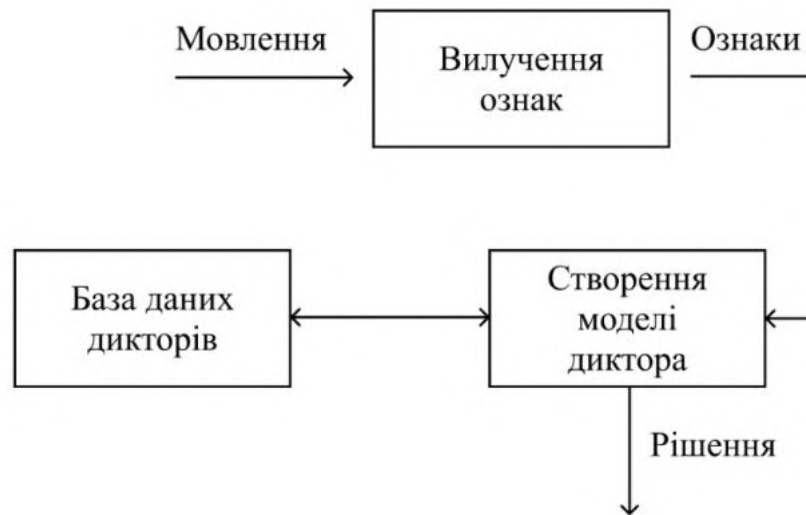 Мовлення
Вилучення
ознак
Ознаки
База даних
дикторів
Створення
моделі
диктора
Рішення